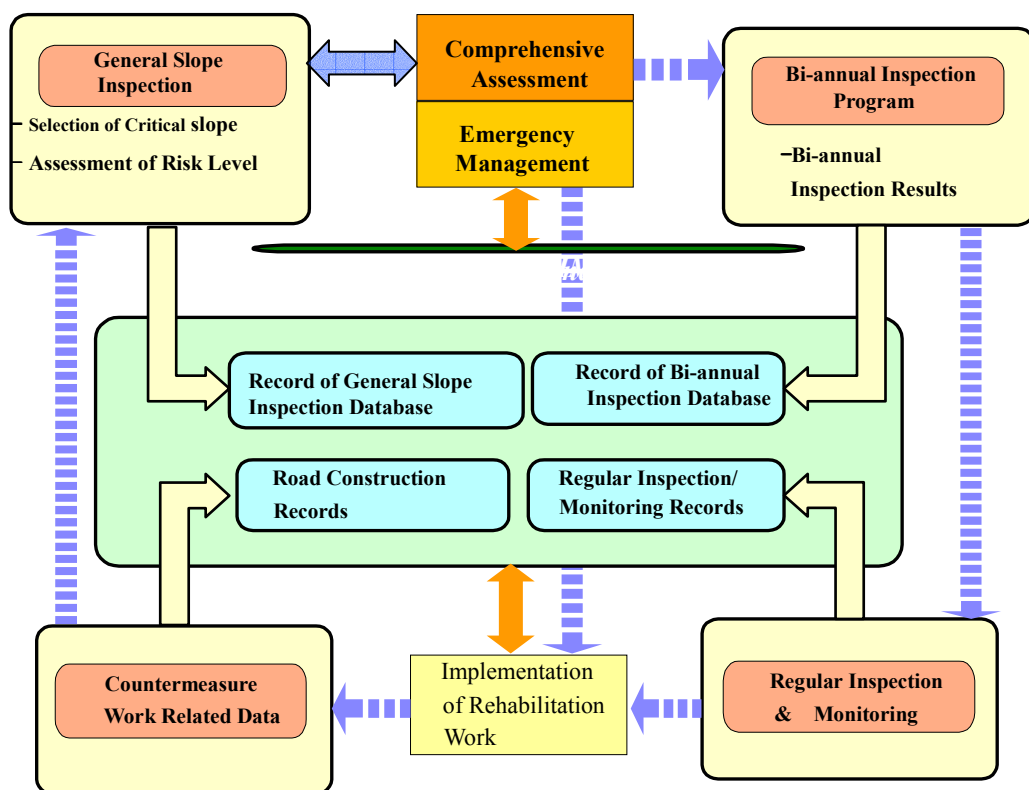 General Slope
Inspection
Selection of Critical slope
Assessment of Risk Level
Comprehensive
Assessment
Emergency
Management
Bi-annual Inspection
Program
Bi-annual
Inspection Results
Record of General Slope
Inspection Database
Record of Bi-annual
Inspection Database
Road Construction
Records
Regular Inspection/
Monitoring Records
Countermeasure
Work Related Data
Implementation
of Rehabilitation
Work
Regular Inspection
& Monitoring